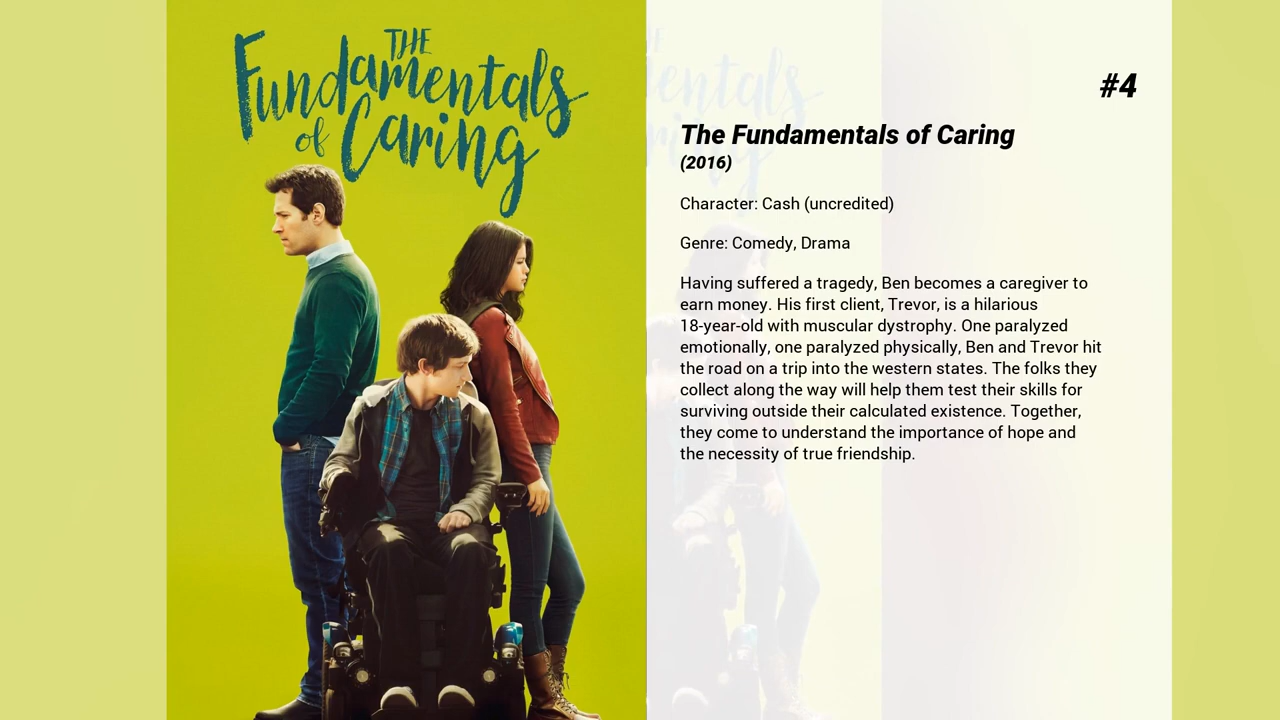 THE
Fundamentals
of Caring
#4
The Fundamentals of Caring
(2016)
Character: Cash (uncredited)
Genre: Comedy, Drama
Having suffered a tragedy, Ben becomes a caregiver to
earn money. His first client, Trevor, is a hilarious
18-year-old with muscular dystrophy. One paralyzed
emotionally, one paralyzed physically, Ben and Trevor hit
the road on a trip into the western states. The folks they
collect along the way will help them test their skills for
surviving outside their calculated existence. Together,
they come to understand the importance of hope and
the necessity of true friendship.